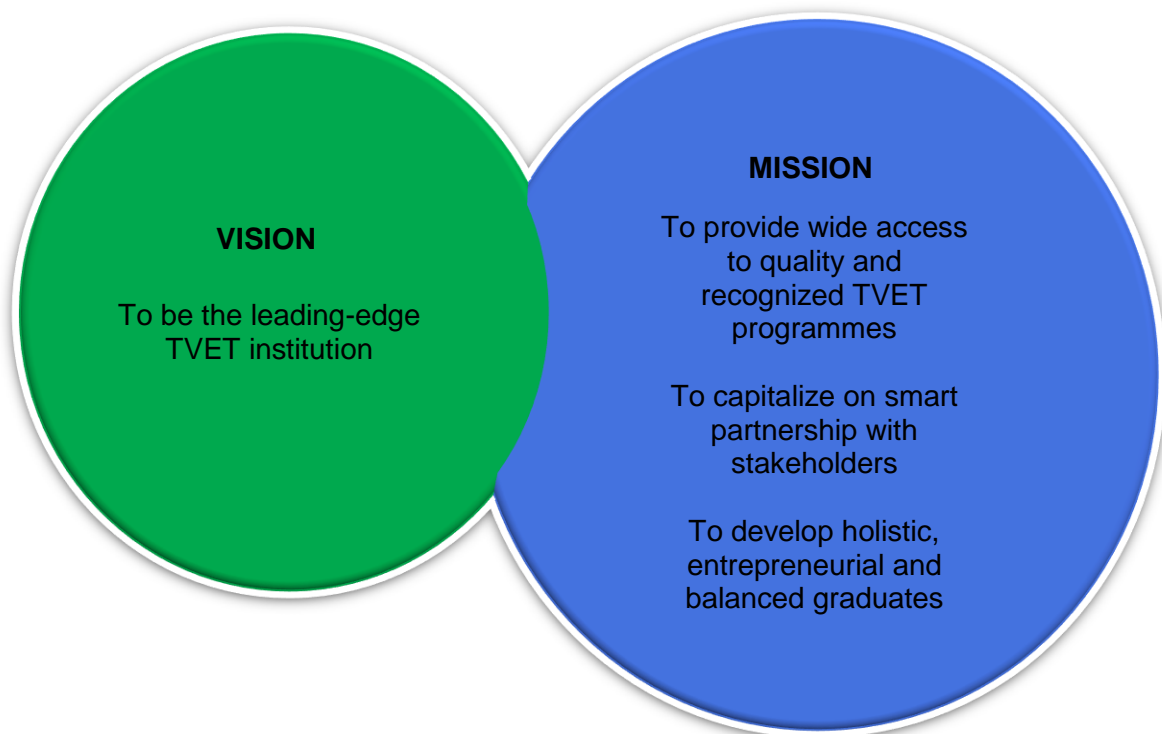 VISION
To be the leading-edge
TVET institution
MISSION
To provide wide access
to quality and
recognized TVET
programmes
To capitalize on smart
partnership with
stakeholders
To develop holistic,
entrepreneurial and
balanced graduates